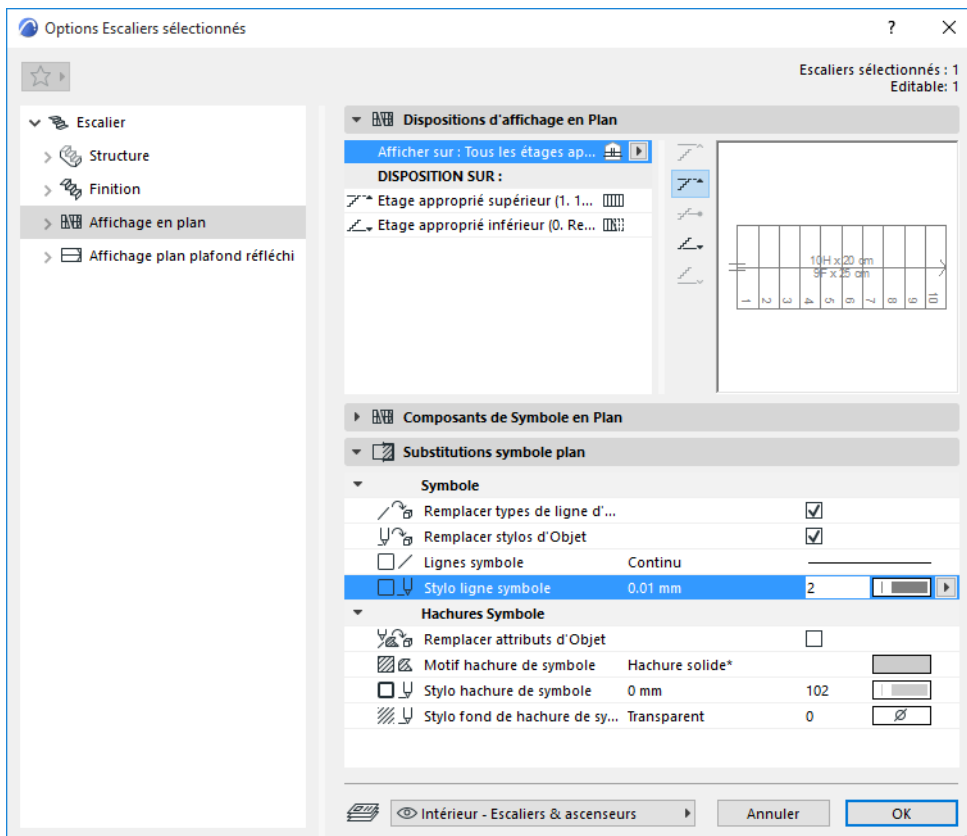 Options Escaliers sélectionnés
?
Escaliers sélectionnés : 1
Editable: 1
Escalier
Structure
Finition
Affichage en plan
Affichage plan plafond réfléchi
Dispositions d'affichage en Plan
Afficher sur : Tous les étages ap...
DISPOSITION SUR :
Etage approprié supérieur (1. 1...
Etage approprié inférieur (0. Re...
10H x 20 cm
9F x 25 cm
1 2 3 4 5 6 7 8 9 10
Composants de Symbole en Plan
Substitutions symbole plan
Symbole
Remplacer types de ligne d'...
Remplacer stylos d'Objet
Lignes symbole Continu
Stylo ligne symbole 0.01 mm 2
Hachures Symbole
Remplacer attributs d'Objet
Motif hachure de symbole Hachure solide*
Stylo hachure de symbole 0 mm 102
Stylo fond de hachure de sy... Transparent 0
Intérieur - Escaliers & ascenseurs
Annuler
OK